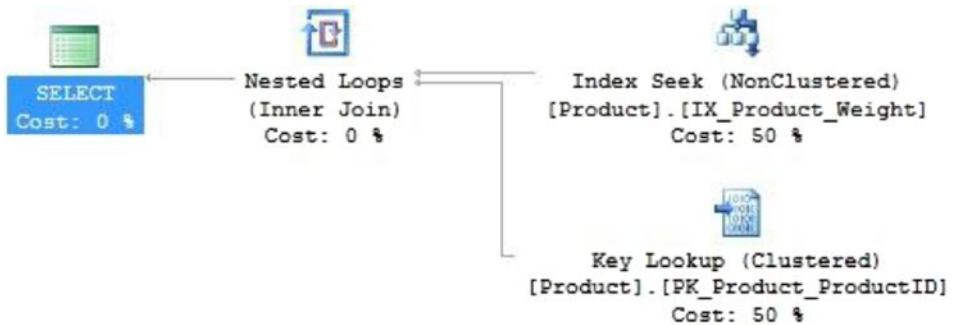 SELECT
Cost: 0 %
Nested Loops
(Inner Join)
Cost: 0 %
Index Seek (NonClustered)
[Product].[IX_Product_Weight]
Cost: 50 %
Key Lookup (Clustered)
[Product].[PK_Product_ProductID]
Cost: 50 %